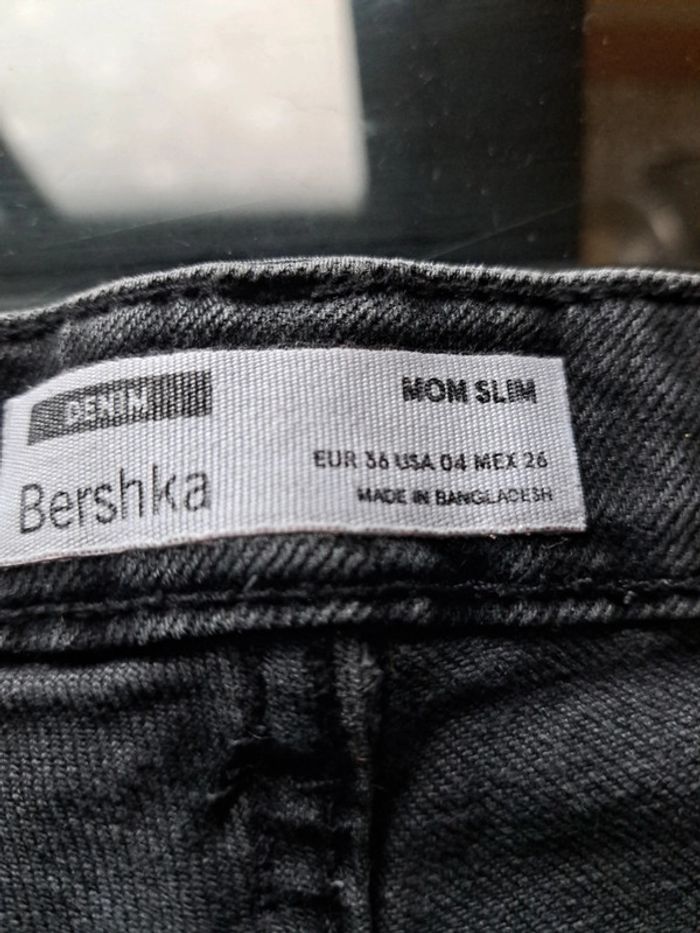 DENIM
Bershka
MOM SLIM
EUR 36 USA 04 MEX 26
MADE IN BANGLADESH